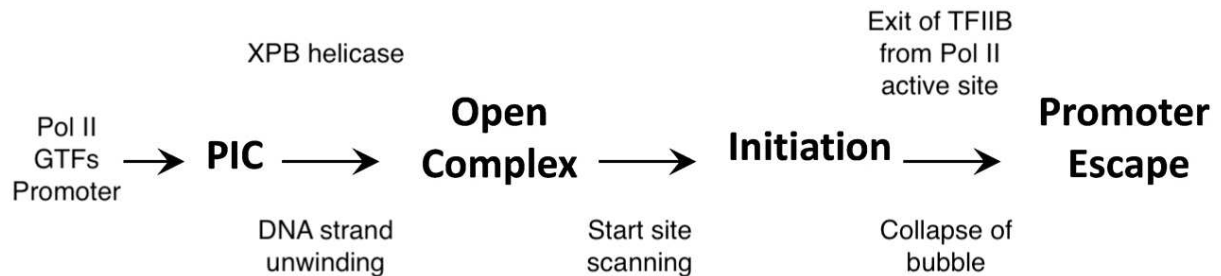 Pol II
GTFs
Promoter
PIC
XPB helicase
DNA strand
unwinding
Open
Complex
Start site
scanning
Initiation
Exit of TFIIB
from Pol II
active site
Collapse of
bubble
Promoter
Escape